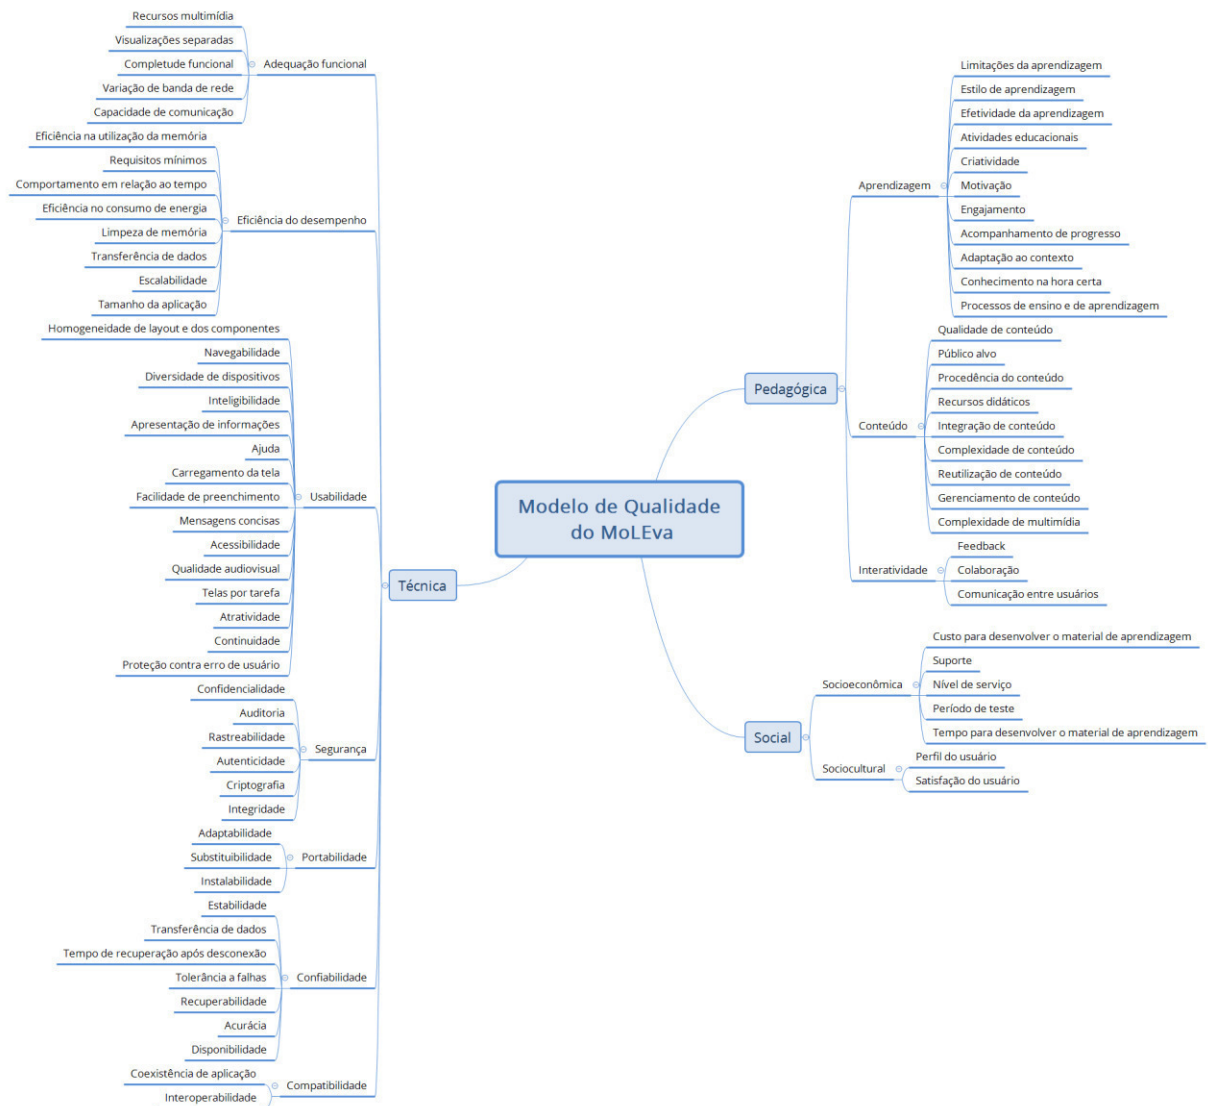 Recursos multimídia
Visualizações separadas
Completude funcional
Variação de banda de rede
Capacidade de comunicação
Adequação funcional
Eficiência na utilização da memória
Requisitos mínimos
Comportamento em relação ao tempo
Eficiência no consumo de energia
Limpeza de memória
Transferência de dados
Escalabilidade
Tamanho da aplicação
Eficiência do desempenho
Homogeneidade de layout e dos componentes
Navegabilidade
Diversidade de dispositivos
Inteligibilidade
Apresentação de informações
Ajuda
Carregamento da tela
Facilidade de preenchimento
Mensagens concisas
Acessibilidade
Qualidade audiovisual
Telas por tarefa
Atratividade
Continuidade
Proteção contra erro de usuário
Usabilidade
Confidencialidade
Auditoria
Rastreabilidade
Autenticidade
Criptografia
Integridade
Segurança
Adaptabilidade
Substituibilidade
Instalabilidade
Portabilidade
Estabilidade
Transferência de dados
Tempo de recuperação após desconexão
Tolerância a falhas
Recuperabilidade
Acurácia
Disponibilidade
Confiabilidade
Coexistência de aplicação
Interoperabilidade
Compatibilidade
Técnica
Modelo de Qualidade
do MoLEva
Pedagógica
Aprendizagem
Limitações da aprendizagem
Estilo de aprendizagem
Efetividade da aprendizagem
Atividades educacionais
Criatividade
Motivação
Engajamento
Acompanhamento de progresso
Adaptação ao contexto
Conhecimento na hora certa
Processos de ensino e de aprendizagem
Conteúdo
Qualidade de conteúdo
Público alvo
Procedência do conteúdo
Recursos didáticos
Integração de conteúdo
Complexidade de conteúdo
Reutilização de conteúdo
Gerenciamento de conteúdo
Complexidade de multimídia
Interatividade
Feedback
Colaboração
Comunicação entre usuários
Social
Socioeconômica
Custo para desenvolver o material de aprendizagem
Suporte
Nível de serviço
Período de teste
Tempo para desenvolver o material de aprendizagem
Sociocultural
Perfil do usuário
Satisfação do usuário